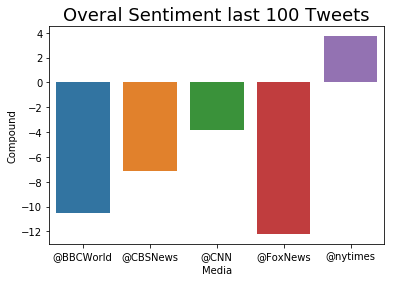 Overal Sentiment last 100 Tweets
4
2
0
−2
−4
−6
−8
−10
−12
Compound
@BBCWorld @CBSNews @CNN @FoxNews @nytimes
Media